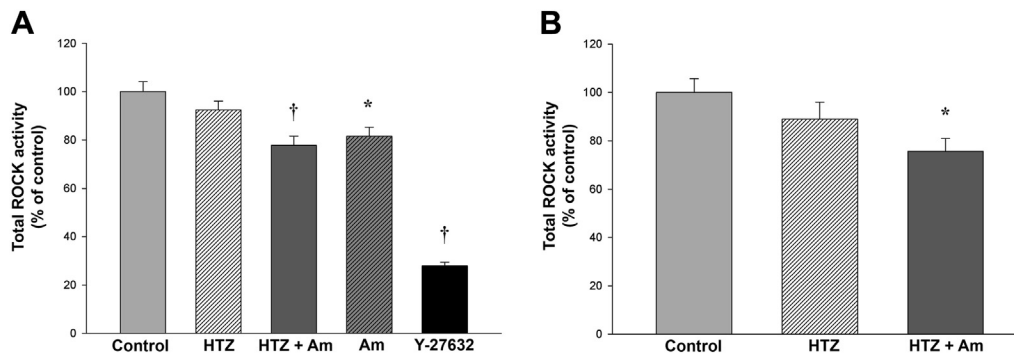 A
Total ROCK activity
(% of control)
120
100
80
60
40
20
0
†
*
†
Control HTZ HTZ + Am Am Y-27632
B
Total ROCK activity
(% of control)
120
100
80
60
40
20
0
*
Control HTZ HTZ + Am